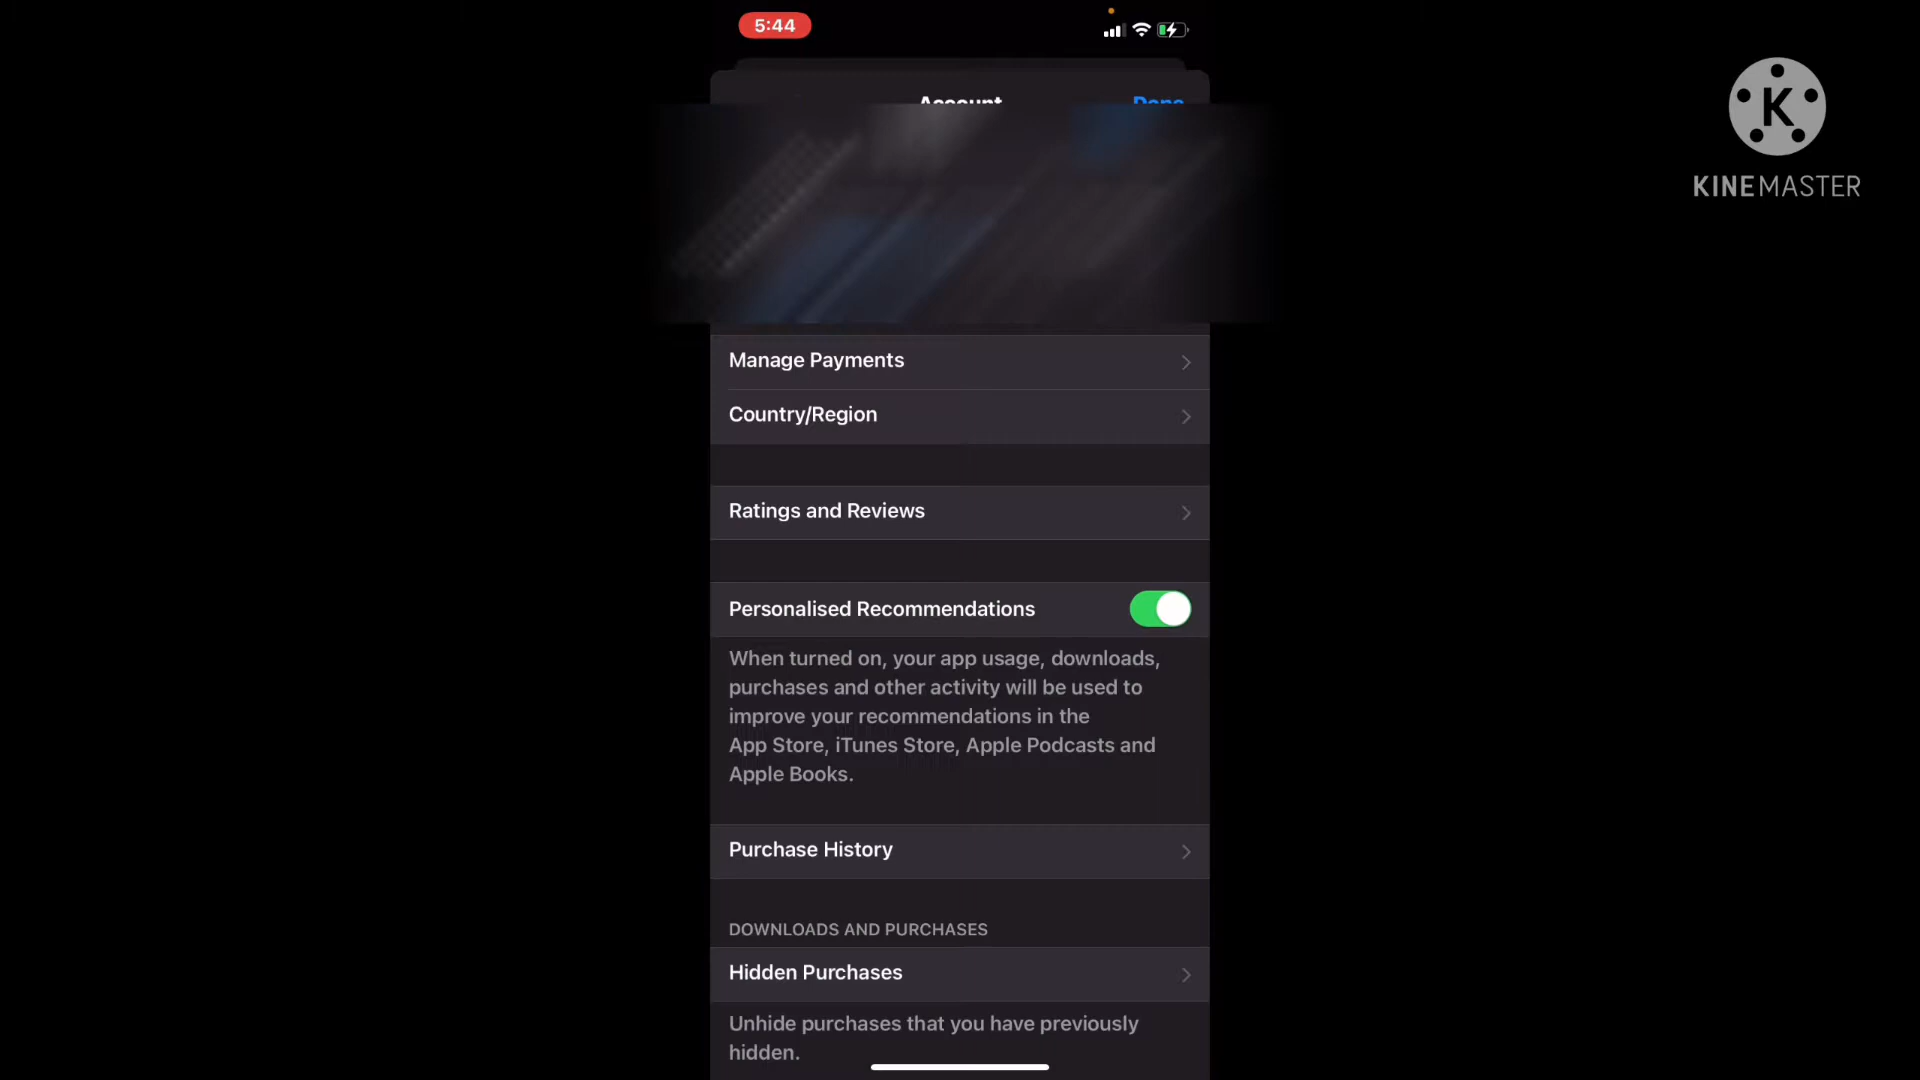 5:44
K
KINEMASTER
Account
Done
Manage Payments
Country/Region
Ratings and Reviews
Personalised Recommendations
When turned on, your app usage, downloads,
purchases and other activity will be used to
improve your recommendations in the
App Store, iTunes Store, Apple Podcasts and
Apple Books.
Purchase History
DOWNLOADS AND PURCHASES
Hidden Purchases
Unhide purchases that you have previously
hidden.